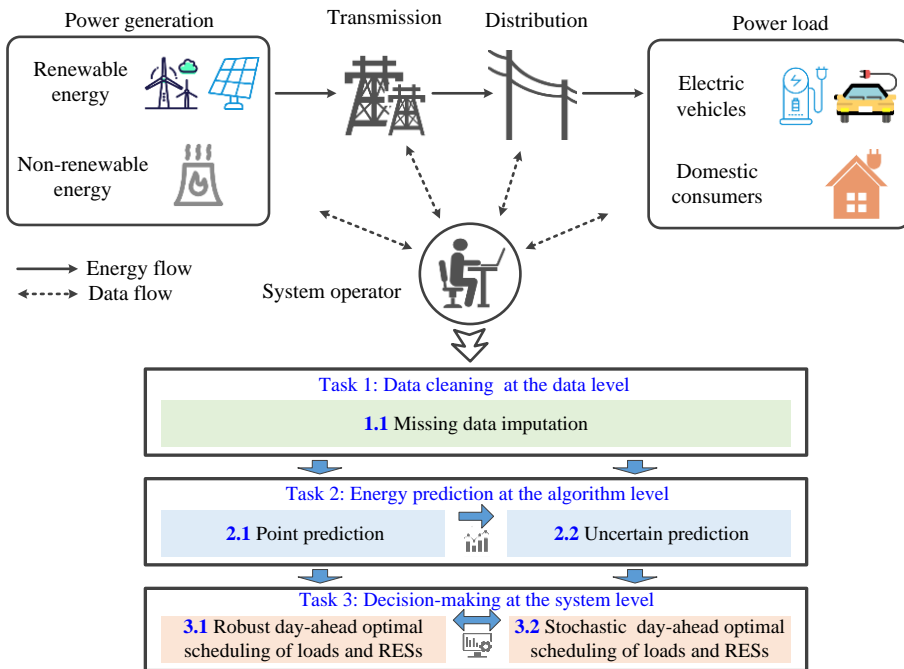 Power generation
Transmission
Distribution
Power load
Renewable
energy
Non-renewable
energy
Electric
vehicles
Domestic
consumers
Energy flow
Data flow
System operator
Task 1: Data cleaning at the data level
1.1 Missing data imputation
Task 2: Energy prediction at the algorithm level
2.1 Point prediction
2.2 Uncertain prediction
Task 3: Decision-making at the system level
3.1 Robust day-ahead optimal
scheduling of loads and RESs
3.2 Stochastic day-ahead optimal
scheduling of loads and RESs